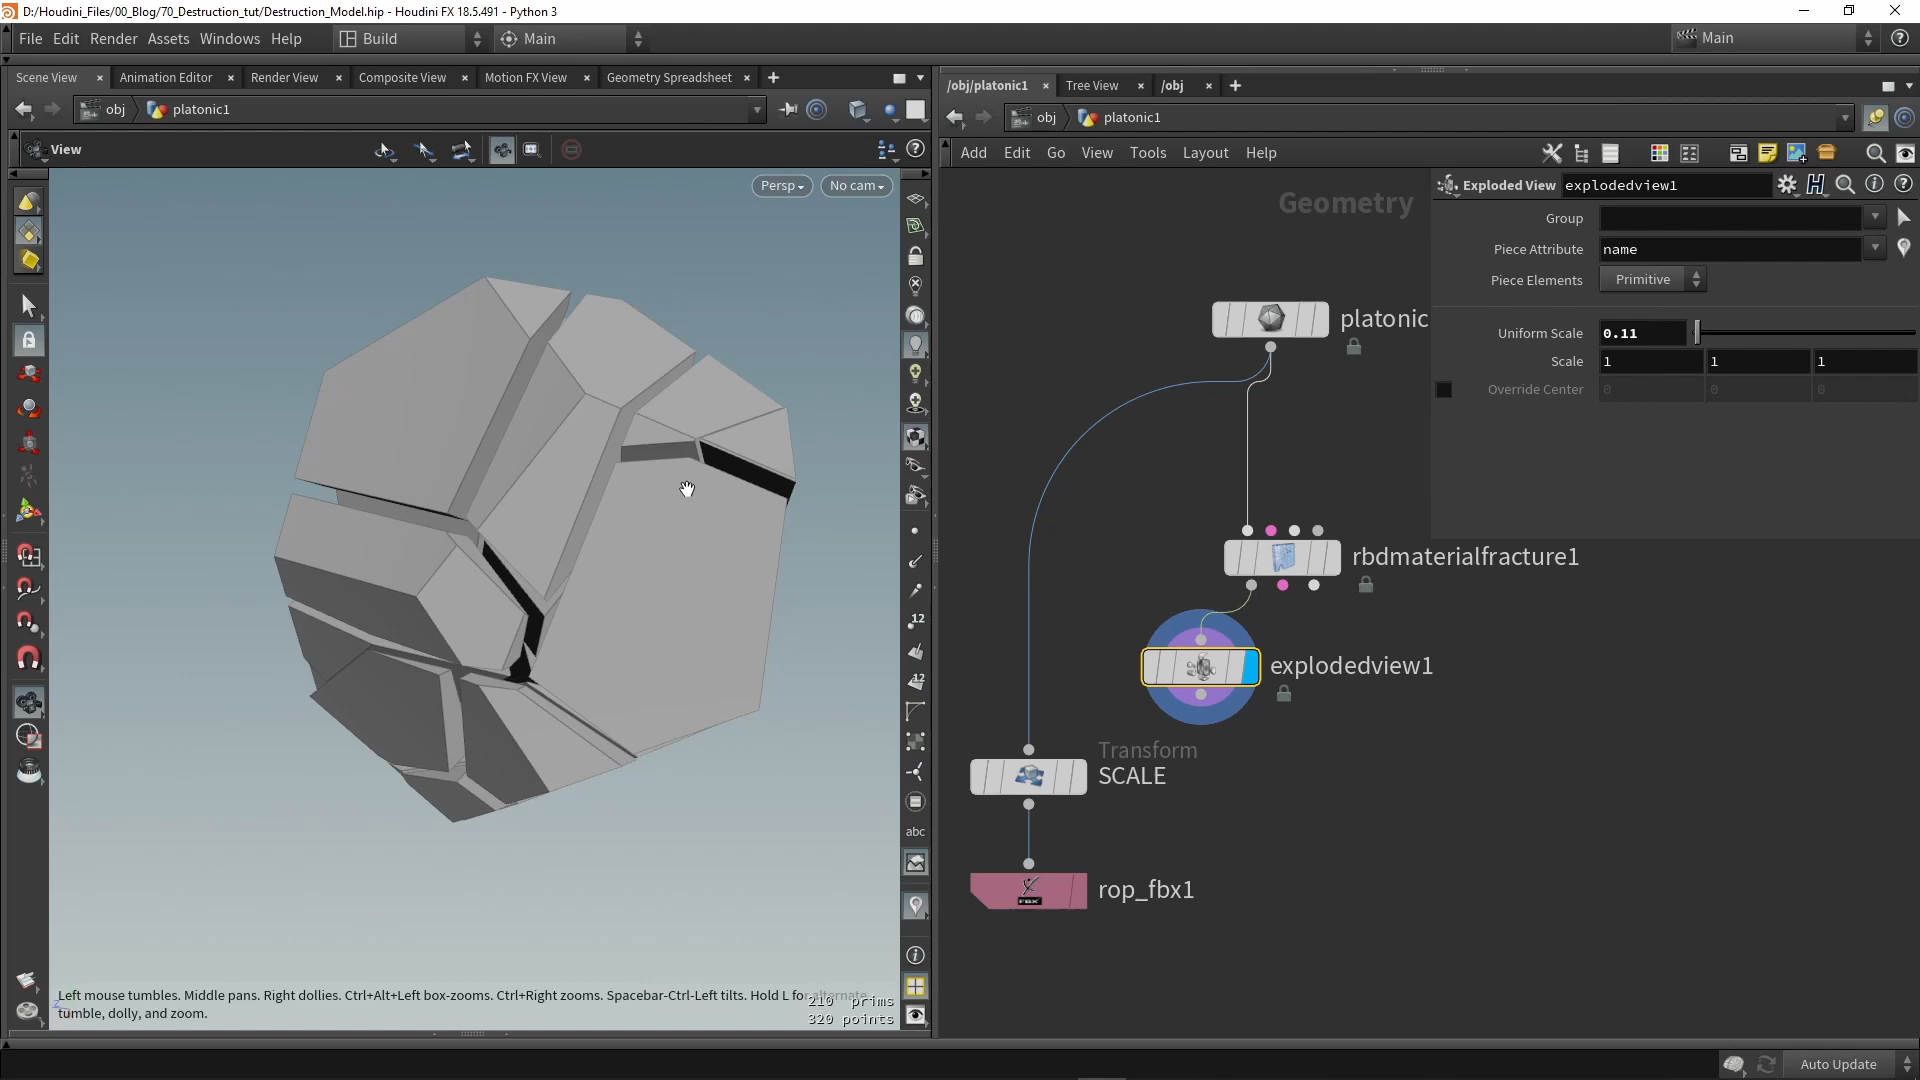 D:/Houdini_Files/00_Blog/70_Destruction_tut/Destruction_Model.hip - Houdini FX 18.5.491 - Python 3
File Edit Render Assets Windows Help
Build
Main
Main
Scene View
Animation Editor
Render View
Composite View
Motion FX View
Geometry Spreadsheet
obj
platonic1
View
Persp
No cam
12
12
abc
Left mouse tumbles. Middle pans. Right dollies. Ctrl+Alt+Left box-zooms. Ctrl+Right zooms. Spacebar-Ctrl-Left tilts. Hold L for alternate
tumble, dolly, and zoom.
210 prims
320 points
/obj/platonic1
Tree View
/obj
obj
platonic1
Add Edit Go View Tools Layout Help
Geometry
Exploded View
explodedview1
Group
Piece Attribute
name
Piece Elements
Primitive
Uniform Scale
0.11
Scale
1
1
1
Override Center
0
0
0
platonic
rbdmaterialfracture1
explodedview1
Transform
SCALE
FBX
rop_fbx1
Auto Update